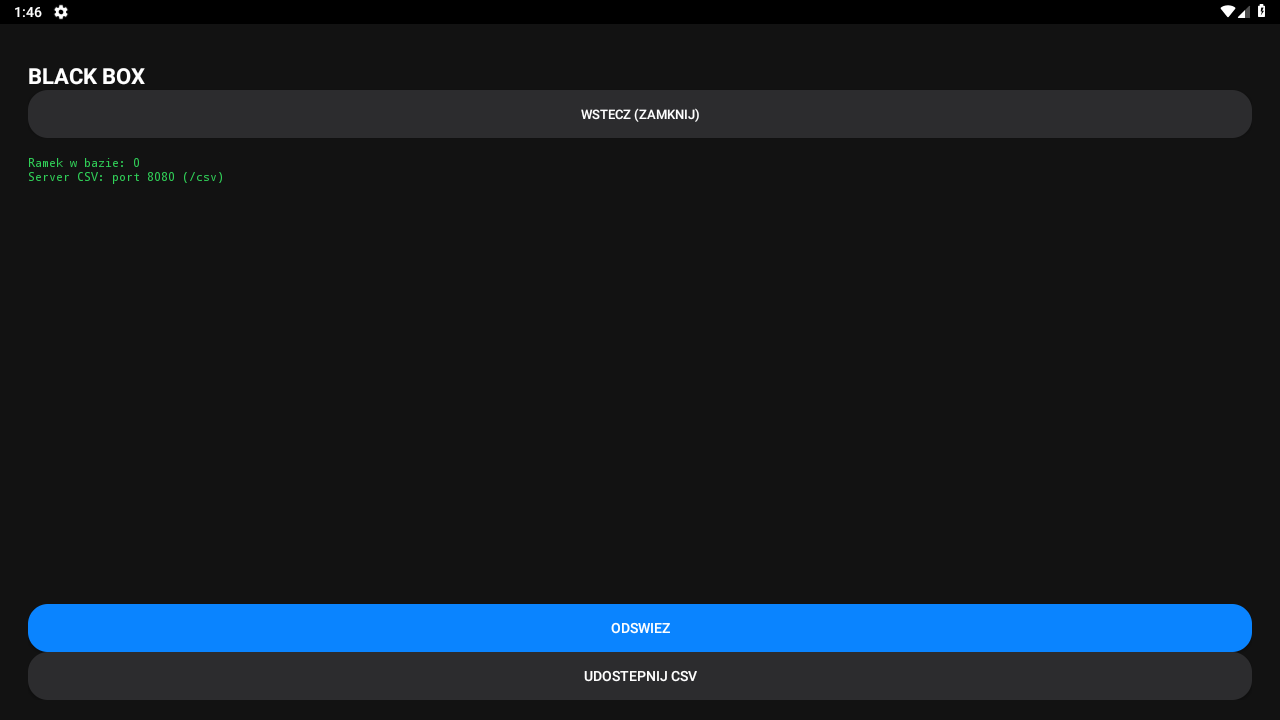 1:46
BLACK BOX
WSTECZ (ZAMKNIJ)
Ramek w bazie: 0
Server CSV: port 8080 (/csv)
ODSWIEZ
UDOSTEPNIJ CSV